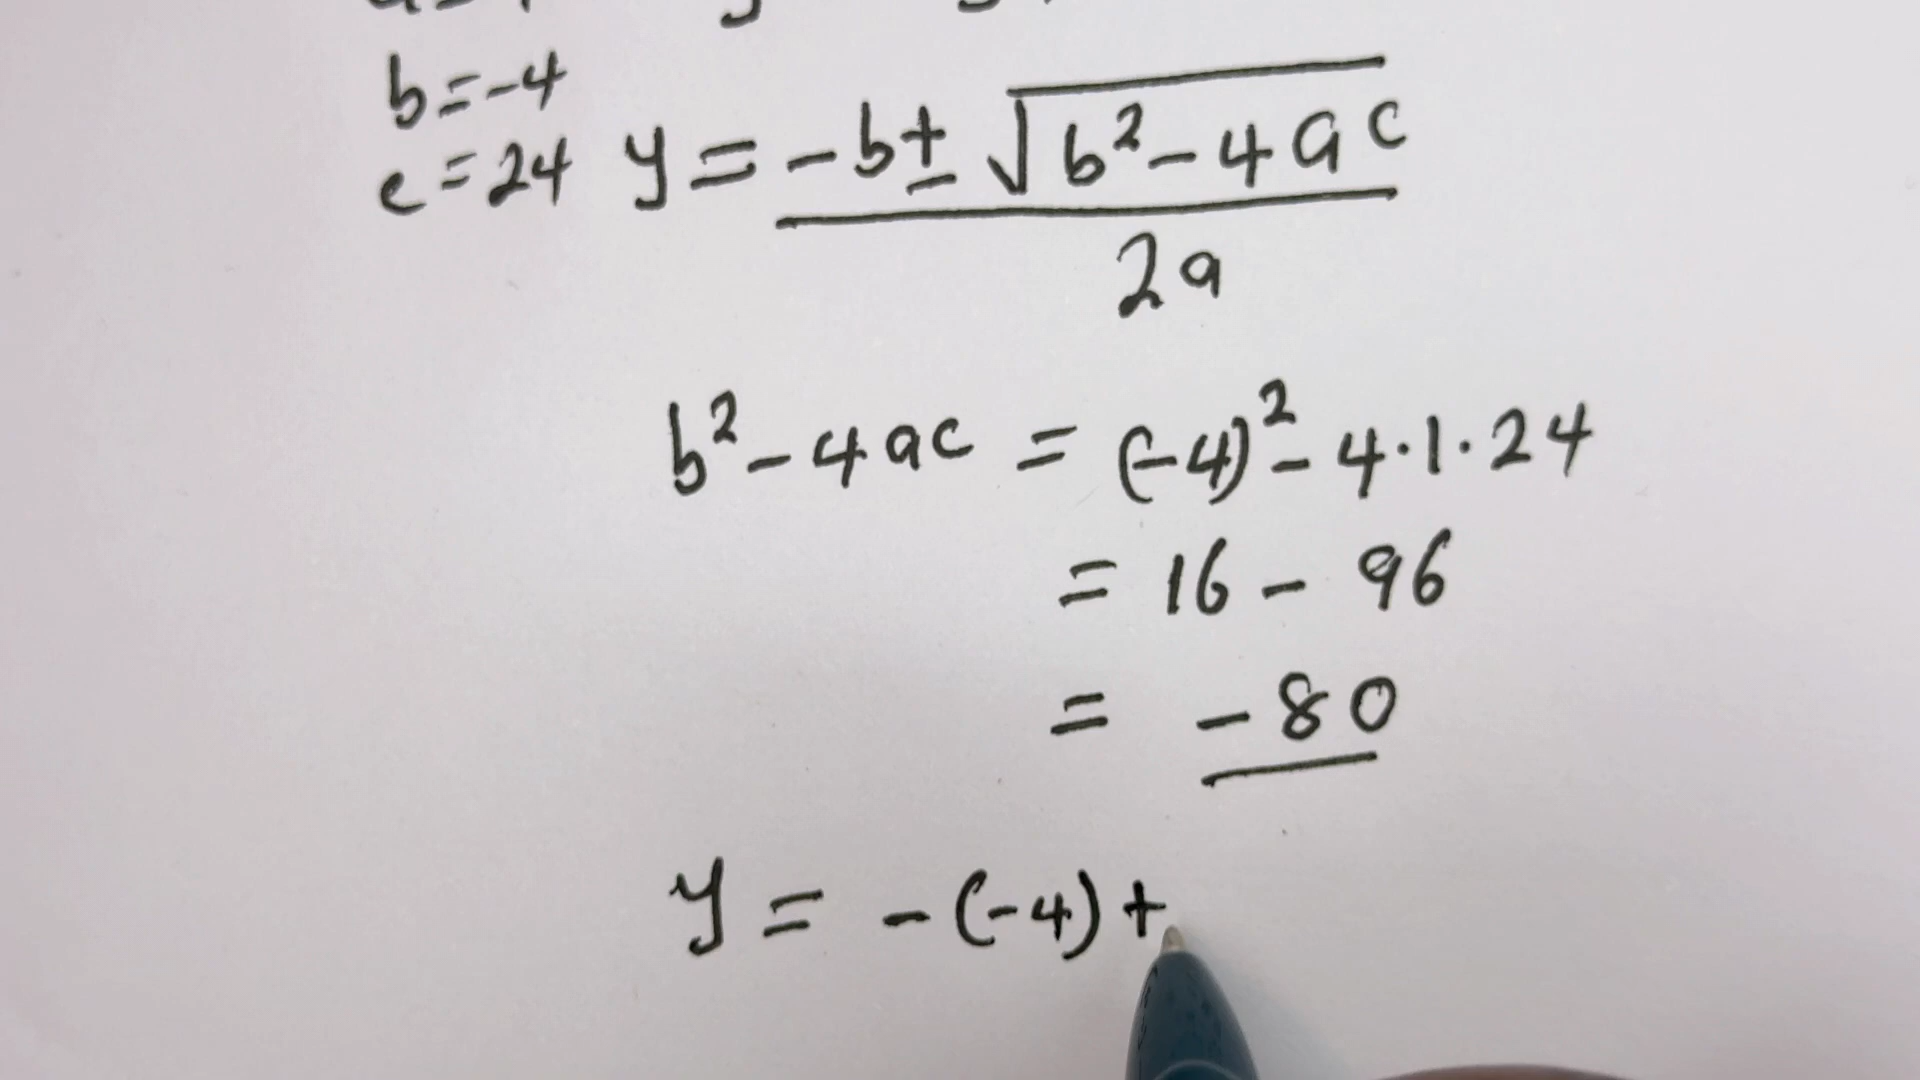 b=-4
c=24 y = -b± √b²-4ac
2a
b²-4ac = (-4)²-4·1·24
= 16 - 96
= -80
y = -(-4)+